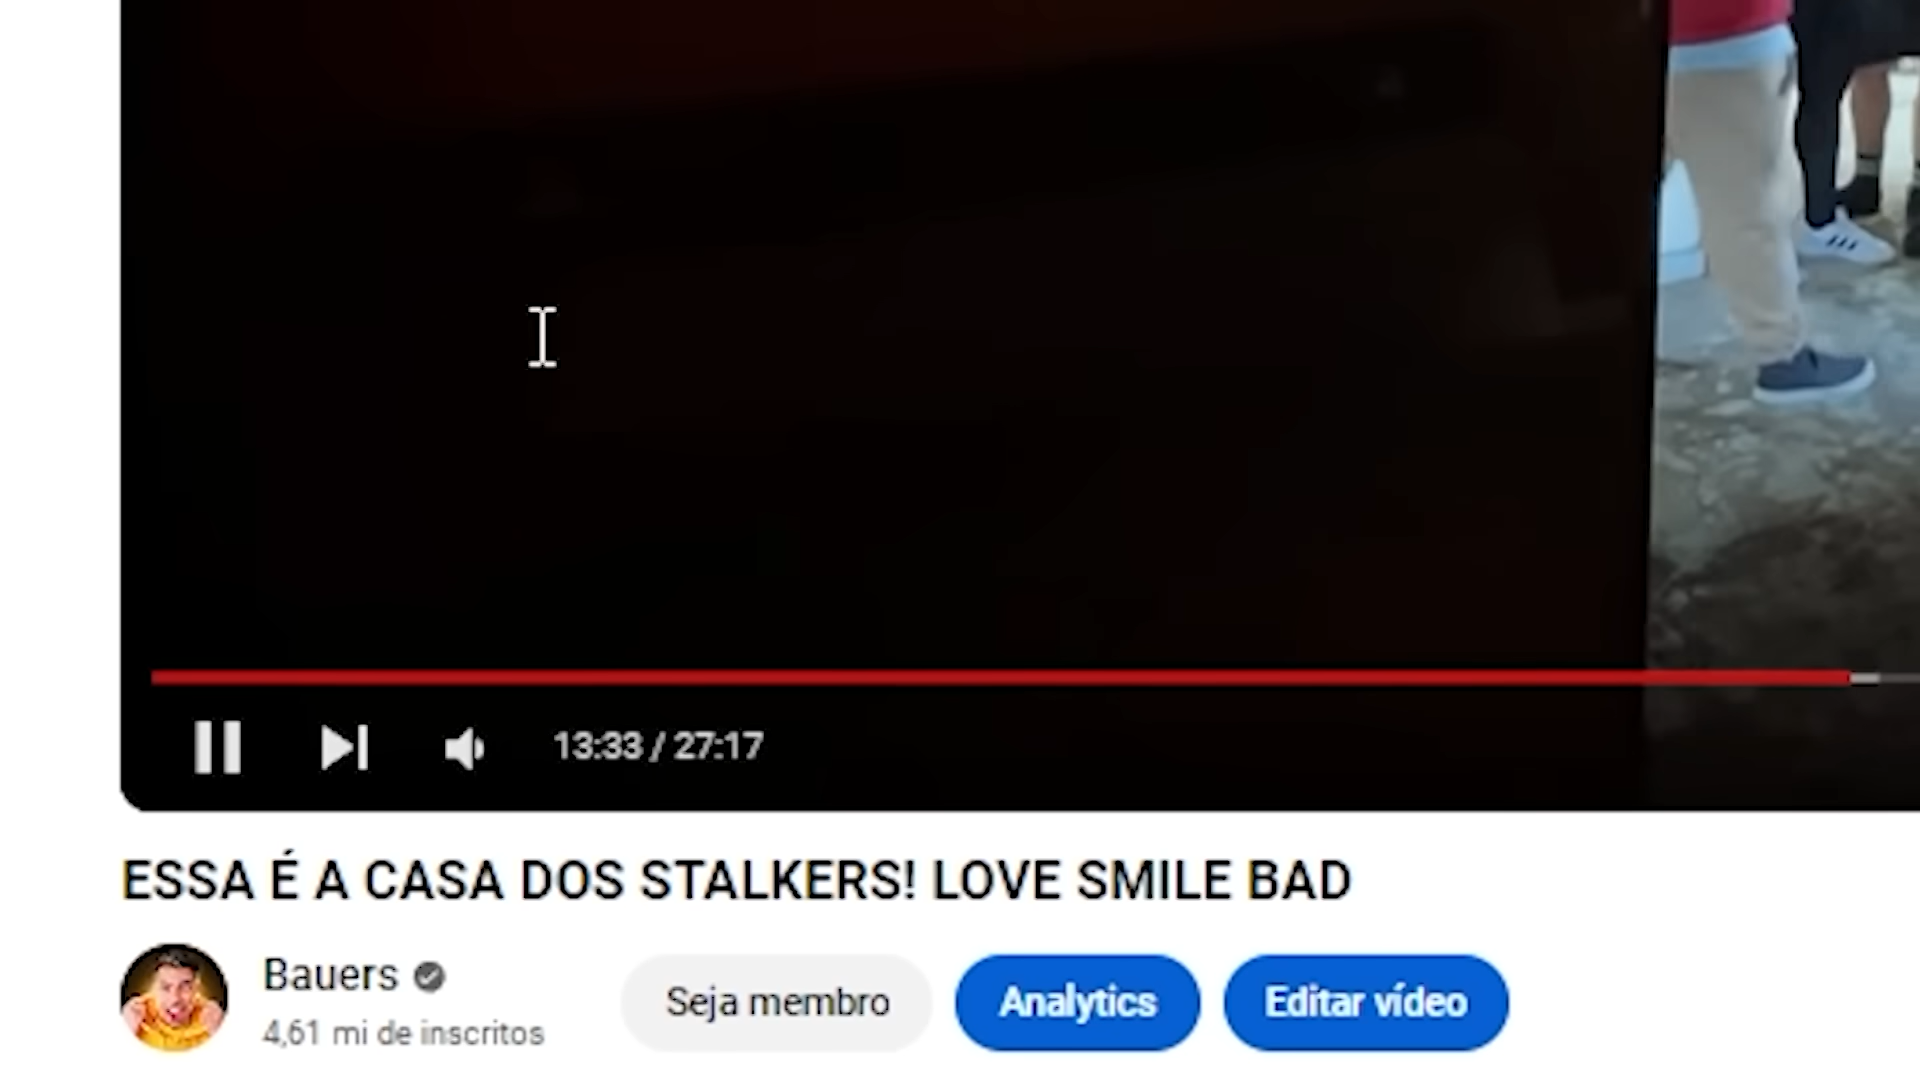 13:33 / 27:17
ESSA É A CASA DOS STALKERS! LOVE SMILE BAD
Bauers
4,61 mi de inscritos
Seja membro
Analytics
Editar vídeo